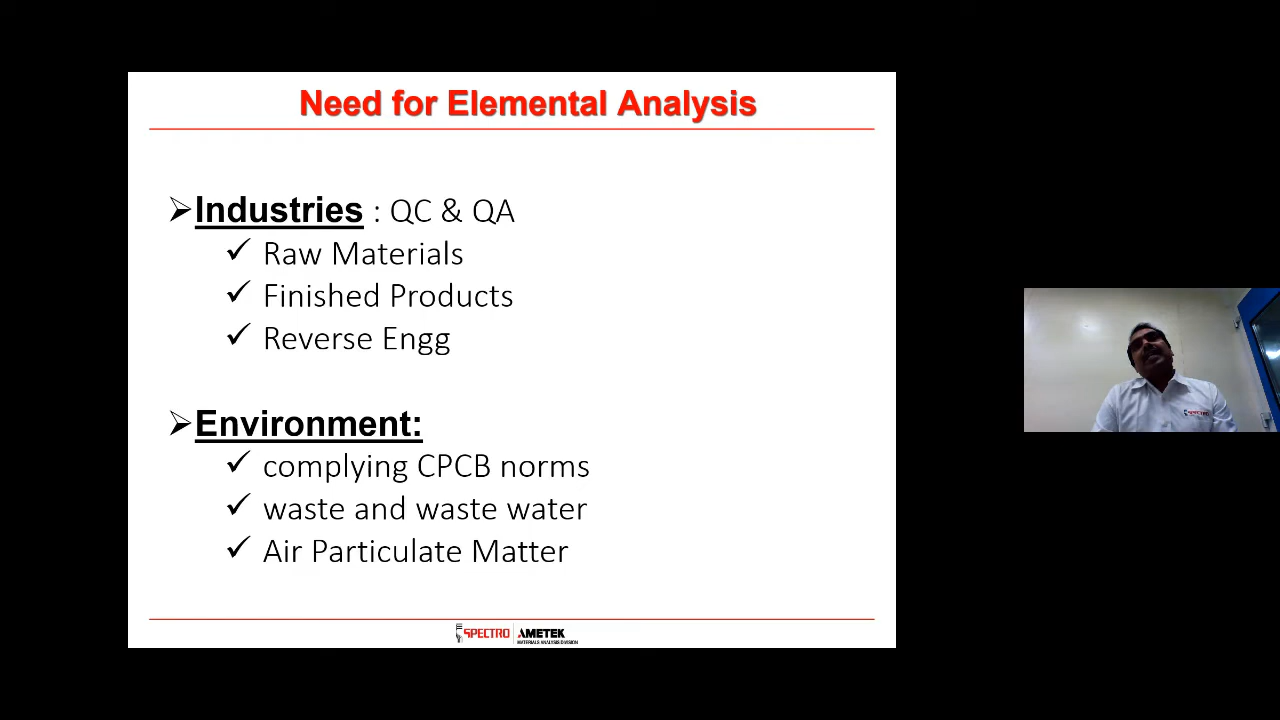 Need for Elemental Analysis
Industries : QC & QA
Raw Materials
Finished Products
Reverse Engg
Environment:
complying CPCB norms
waste and waste water
Air Particulate Matter
SPECTRO AMETEK
MATERIALS ANALYSIS DIVISION
SPECTRO